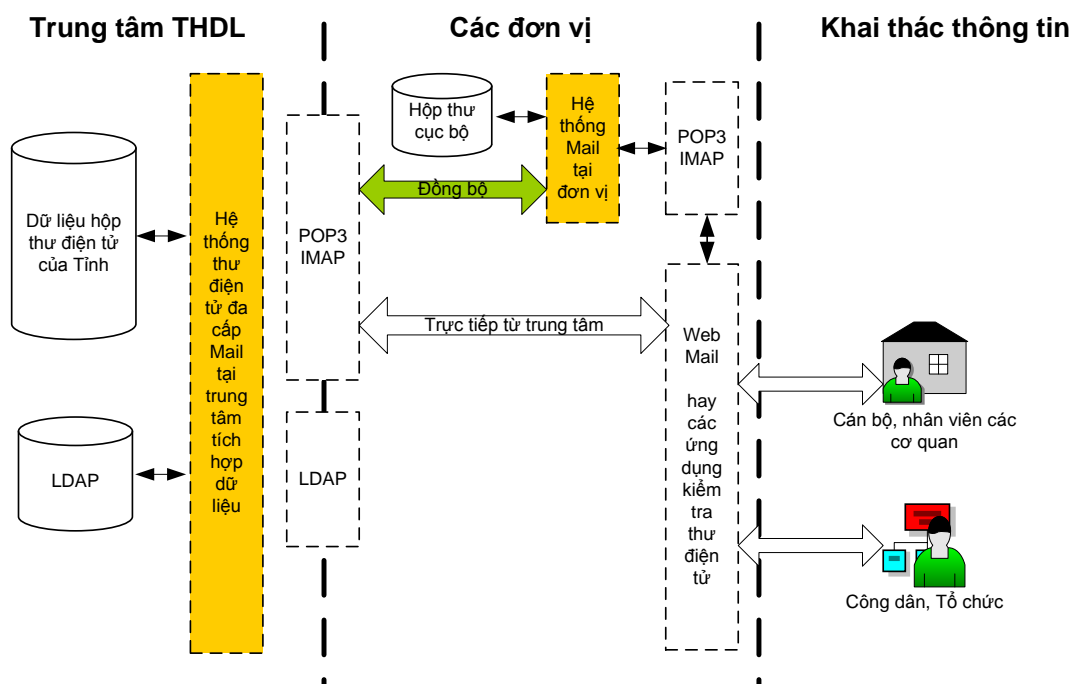 Trung tâm THDL
Các đơn vị
Khai thác thông tin
Dữ liệu hộp
thư điện tử
của Tỉnh
LDAP
Hệ
thống
thư
điện
tử đa
cấp
Mail
tại
trung
tâm
tích
hợp
dữ
liệu
POP3
IMAP
LDAP
Hộp thư
cục bộ
Hệ
thống
Mail
tại
đơn vị
POP3
IMAP
Đồng bộ
Trực tiếp từ trung tâm
Web
Mail
hay
các
ứng
dụng
kiểm
tra
thư
điện
tử
Cán bộ, nhân viên các
cơ quan
Công dân, Tổ chức